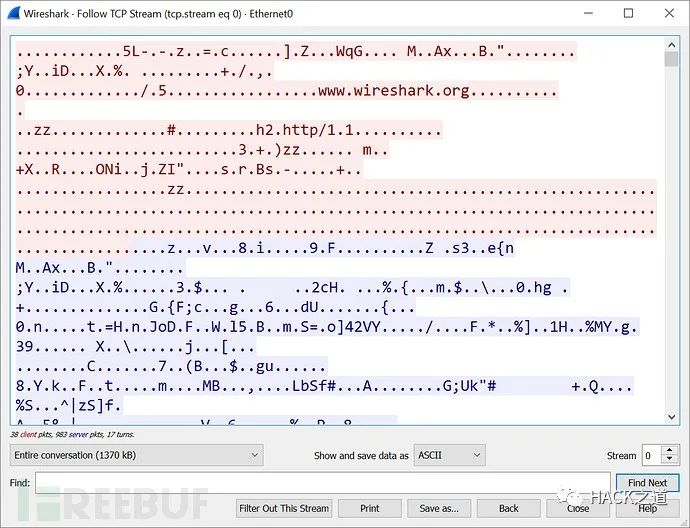 Wireshark · Follow TCP Stream (tcp.stream eq 0) · Ethernet0
............5L-.-.z..=.c......].Z...WqG.... M..Ax...B."........
;Y..iD...X.%. .........+./.,.
0............./.5.................www.wireshark.org..........
.
..zz.............#.........h2.http/1.1..........
..........................3.+.)zz...... m..
+X..R....ONi..j.ZI"....s.r.Bs.-.....+..
.................zz..............................................................
.....................................................................................
.....................................................................................
.................z...v...8.i.....9.F..........Z .s3..e{n
M..Ax...B."........
;Y..iD...X.%......3.$... . ..2cH. ...%.{...m.$..\...0.hg .
+...............G.{F;c...g...6...dU.......{...
0.n.....t.=H.n.JoD.F..W.l5.B..m.S=.o]42VY...../....F.*..%]..1H..%MY.g.
39...... X..\......j...[...
........C.......7..(B...$..gu......
8.Y.k..F..t.....m....MB...,....LbSf#...A........G;Uk"# +.Q....
%S...^|zS]f.
38 client pkts, 983 server pkts, 17 turns.
Entire conversation (1370 kB)
Show and save data as
ASCII
Stream
0
Find:
Find Next
Filter Out This Stream
Print
Save as...
Back
Close
Help
FREEBUF
HACK之道